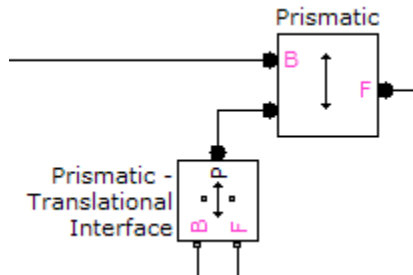 Prismatic
B
F
Prismatic -
Translational
Interface
P
B
F